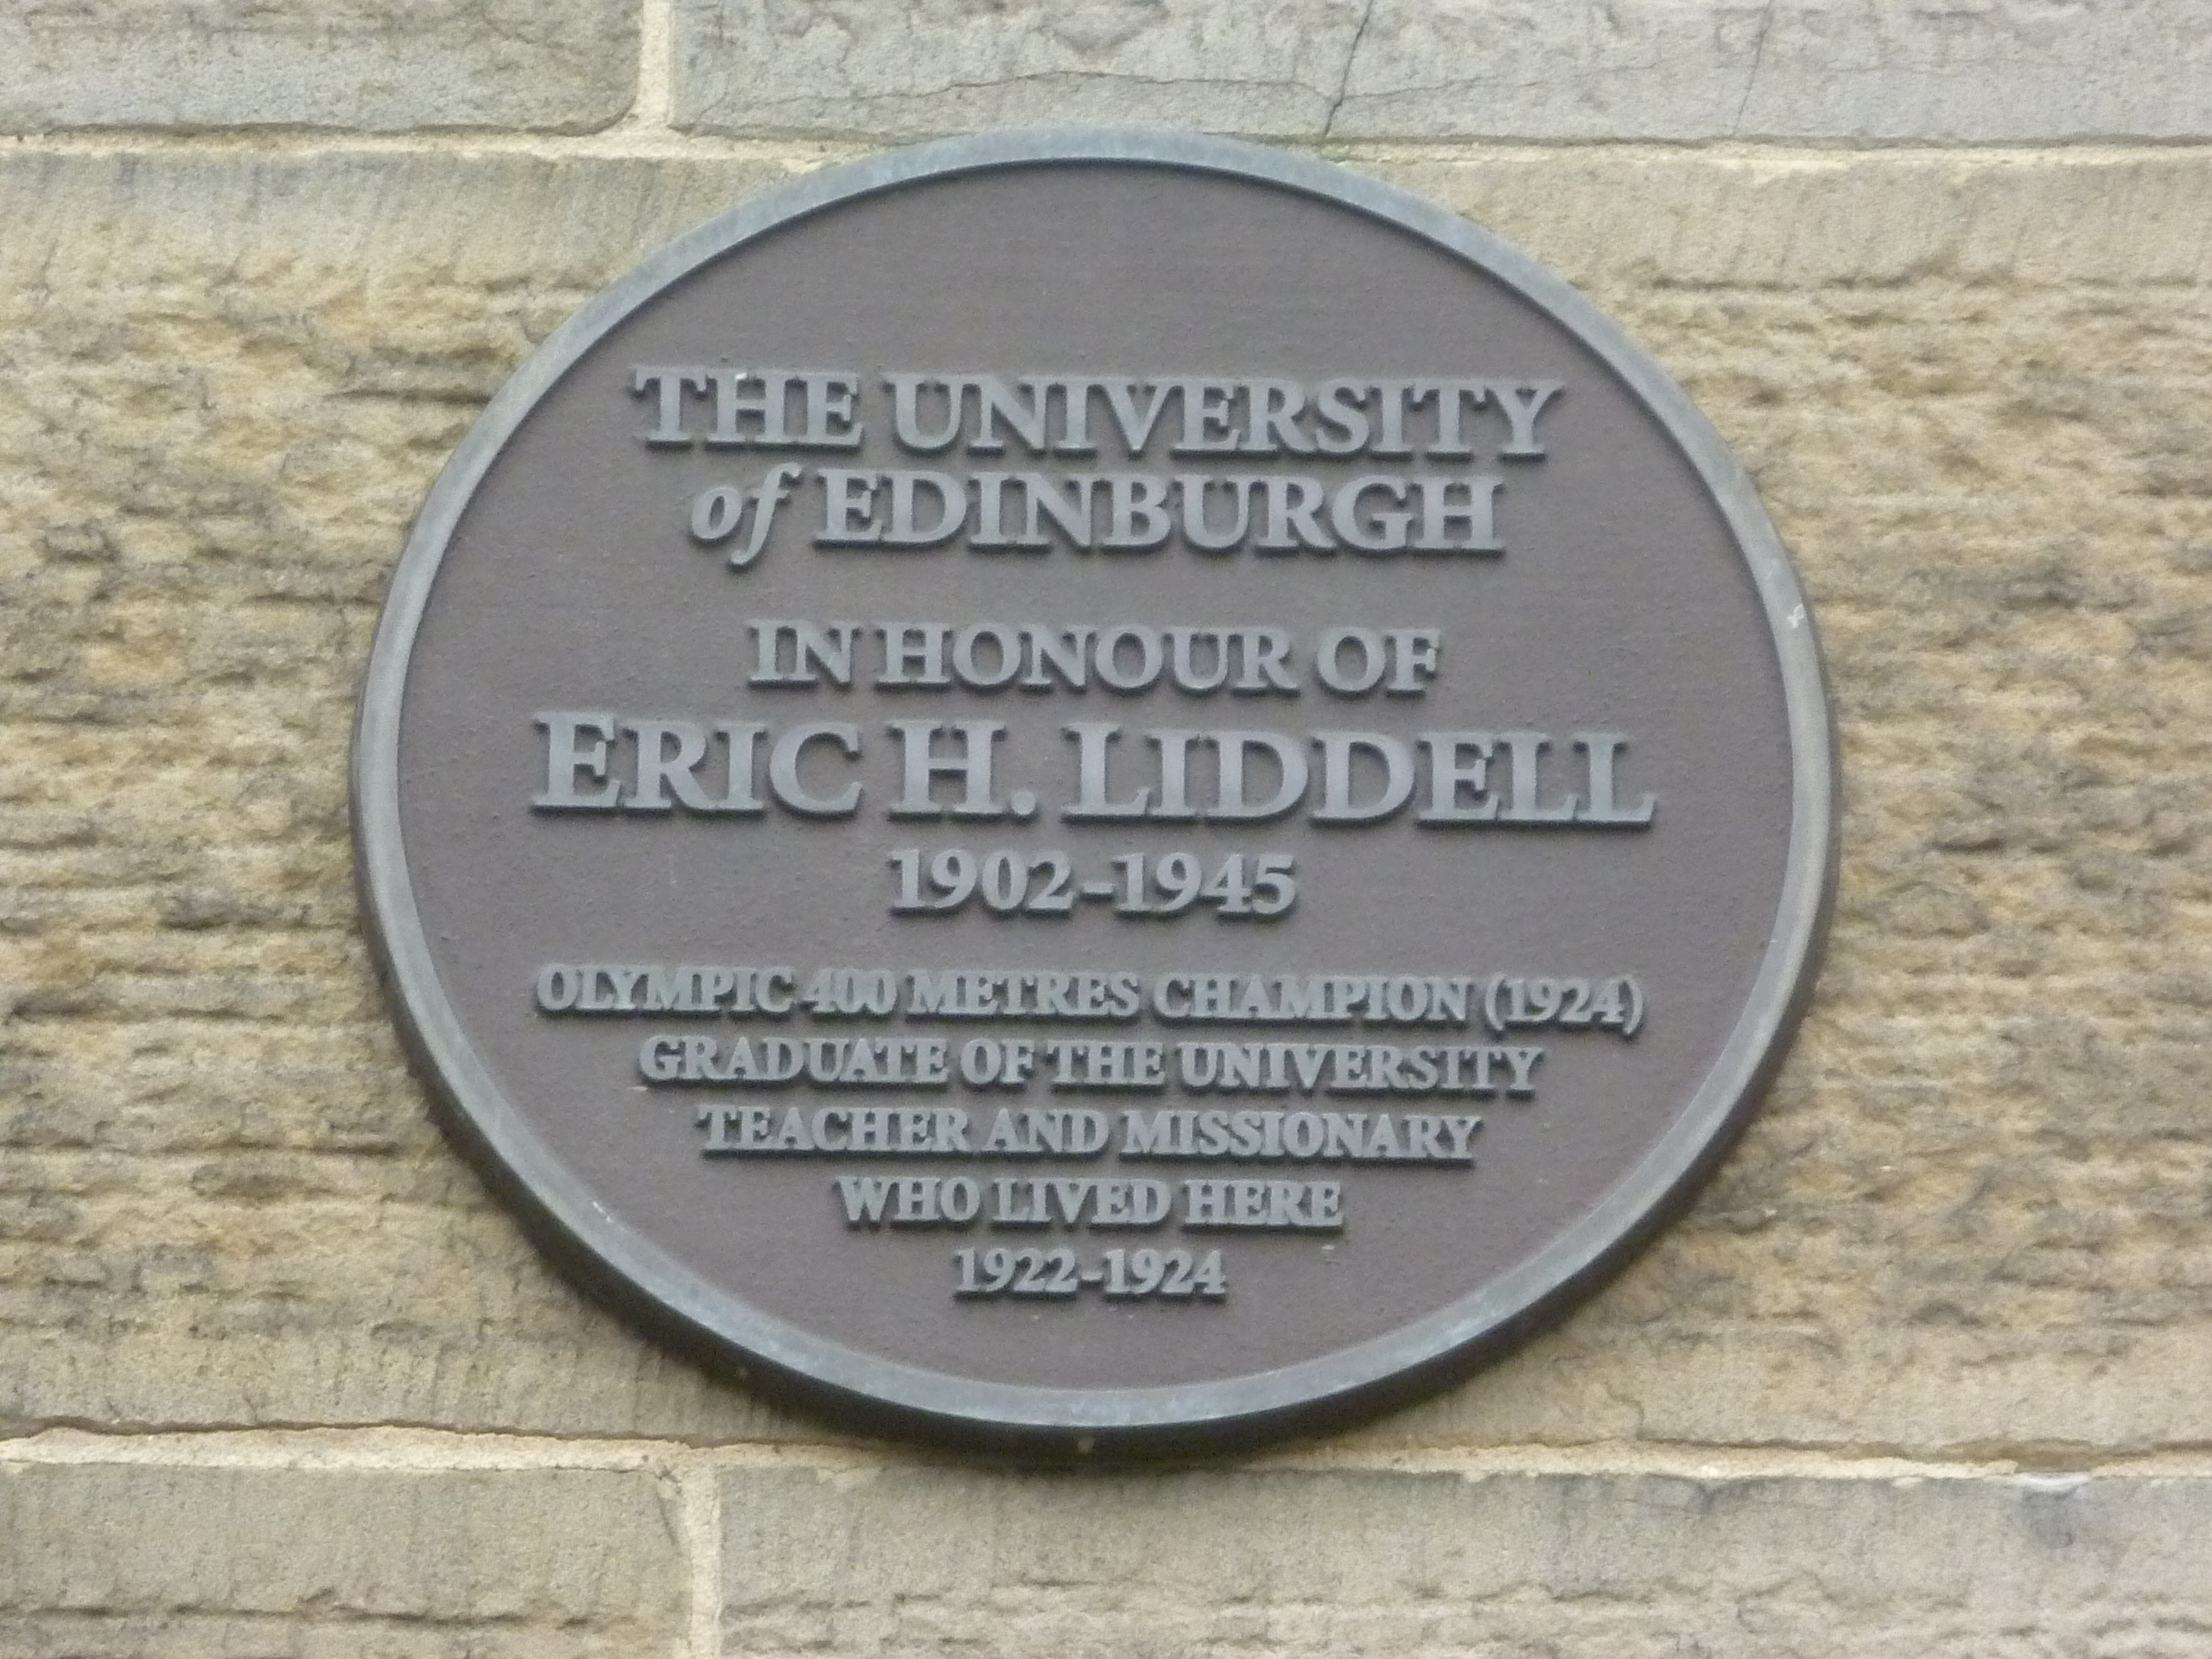 THE UNIVERSITY
of EDINBURGH
IN HONOUR OF
ERIC H. LIDDELL
1902-1945
OLYMPIC 400 METRES CHAMPION (1924)
GRADUATE OF THE UNIVERSITY
TEACHER AND MISSIONARY
WHO LIVED HERE
1922-1924